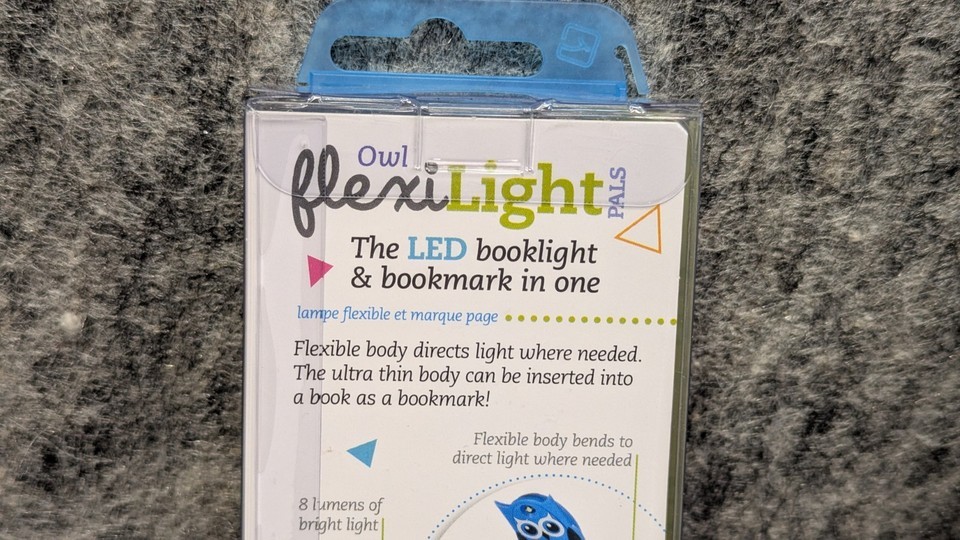 Owl
flexiLight PALS
The LED booklight
& bookmark in one
lampe flexible et marque page
Flexible body directs light where needed.
The ultra thin body can be inserted into
a book as a bookmark!
Flexible body bends to
direct light where needed
8 lumens of
bright light